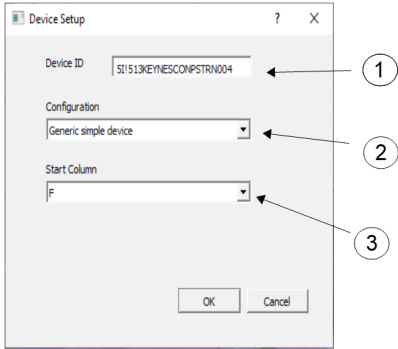 Device Setup ? X
Device ID 5I!513KEYNESCONPSTRN004
1
Configuration
Generic simple device
2
Start Column
F
3
OK Cancel